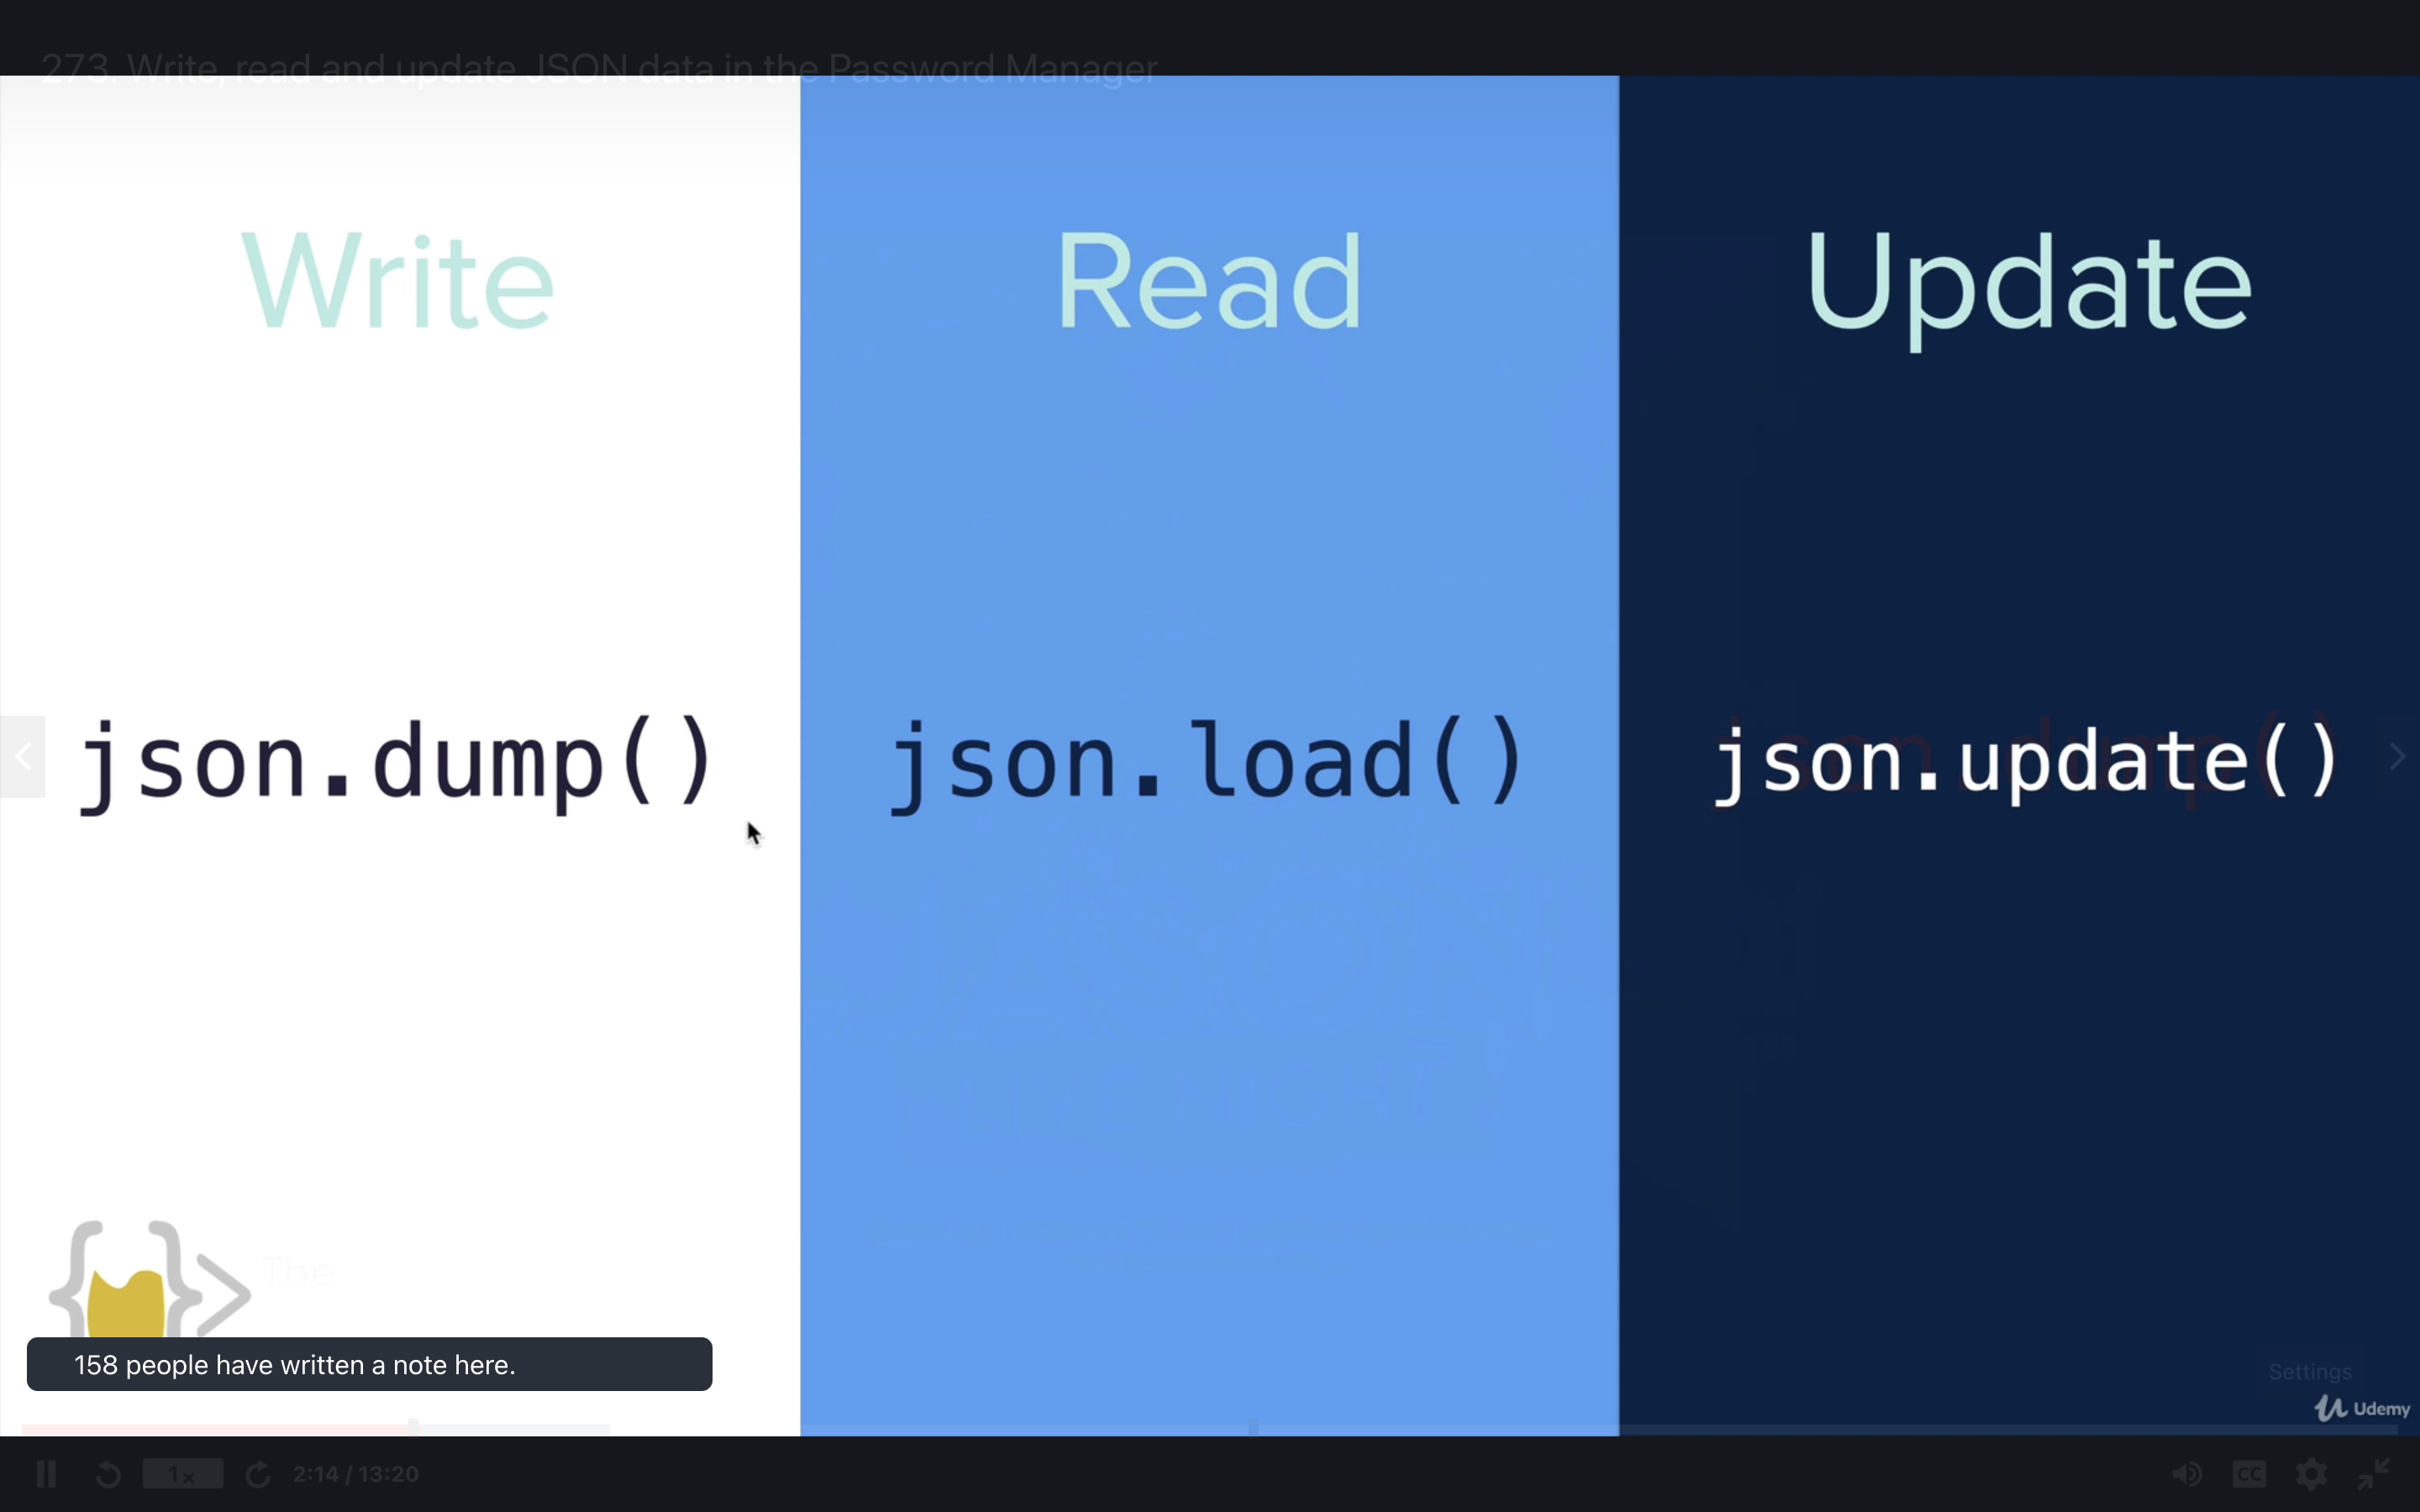 273. Write, read and update JSON data in the Password Manager
Write
Read
Update
json.dump()
json.load()
json.update()
The
158 people have written a note here.
Settings
Udemy
1x
2:14 / 13:20
CC